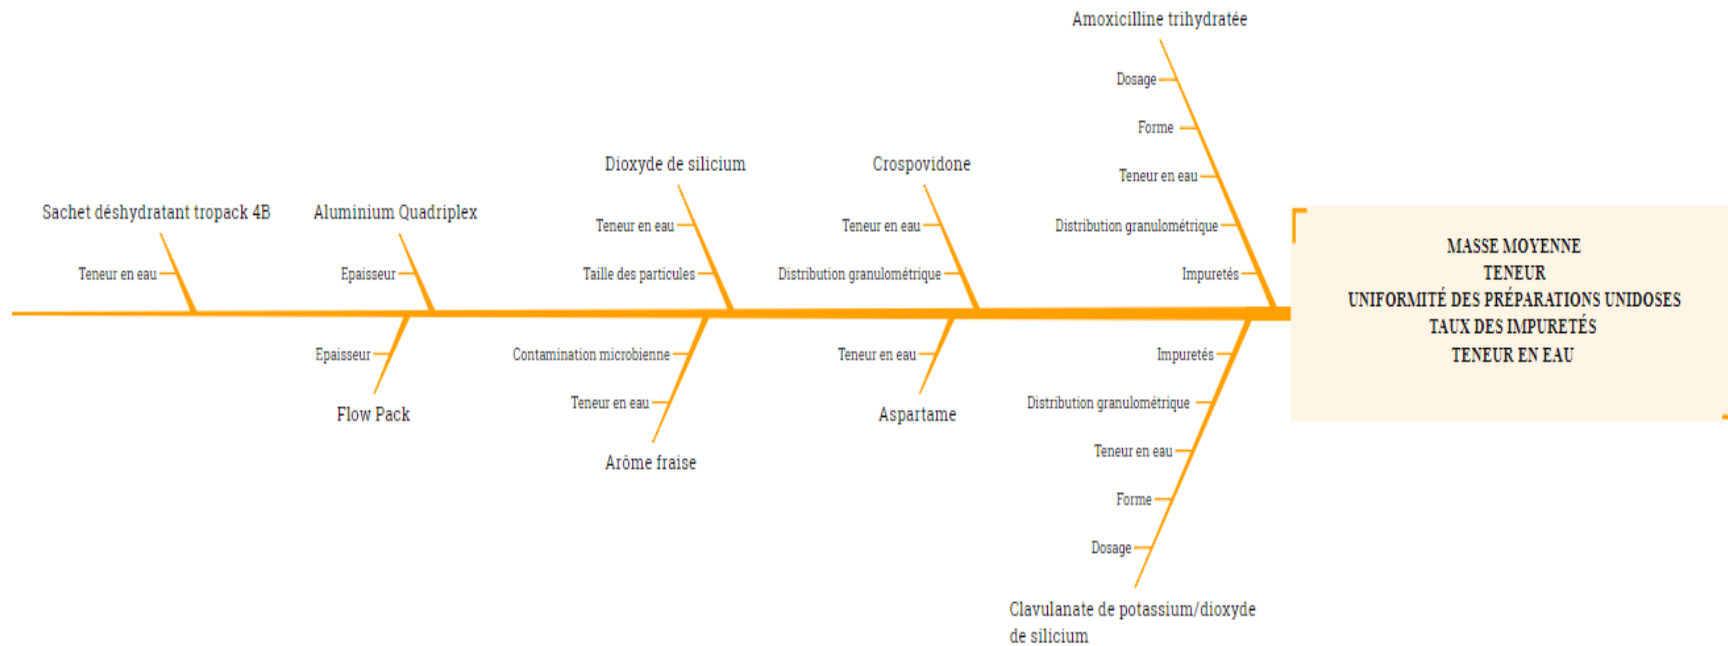 Amoxicilline trihydratée
Dosage
Forme
Teneur en eau
Distribution granulométrique
Impuretés
Crospovidone
Teneur en eau
Distribution granulométrique
Dioxyde de silicium
Teneur en eau
Taille des particules
Aluminium Quadriplex
Epaisseur
Sachet déshydratant tropack 4B
Teneur en eau
MASSE MOYENNE
TENEUR
UNIFORMITÉ DES PRÉPARATIONS UNIDOSES
TAUX DES IMPURETÉS
TENEUR EN EAU
Epaisseur
Flow Pack
Contamination microbienne
Teneur en eau
Arôme fraise
Teneur en eau
Aspartame
Impuretés
Distribution granulométrique
Teneur en eau
Forme
Dosage
Clavulanate de potassium/dioxyde
de silicium